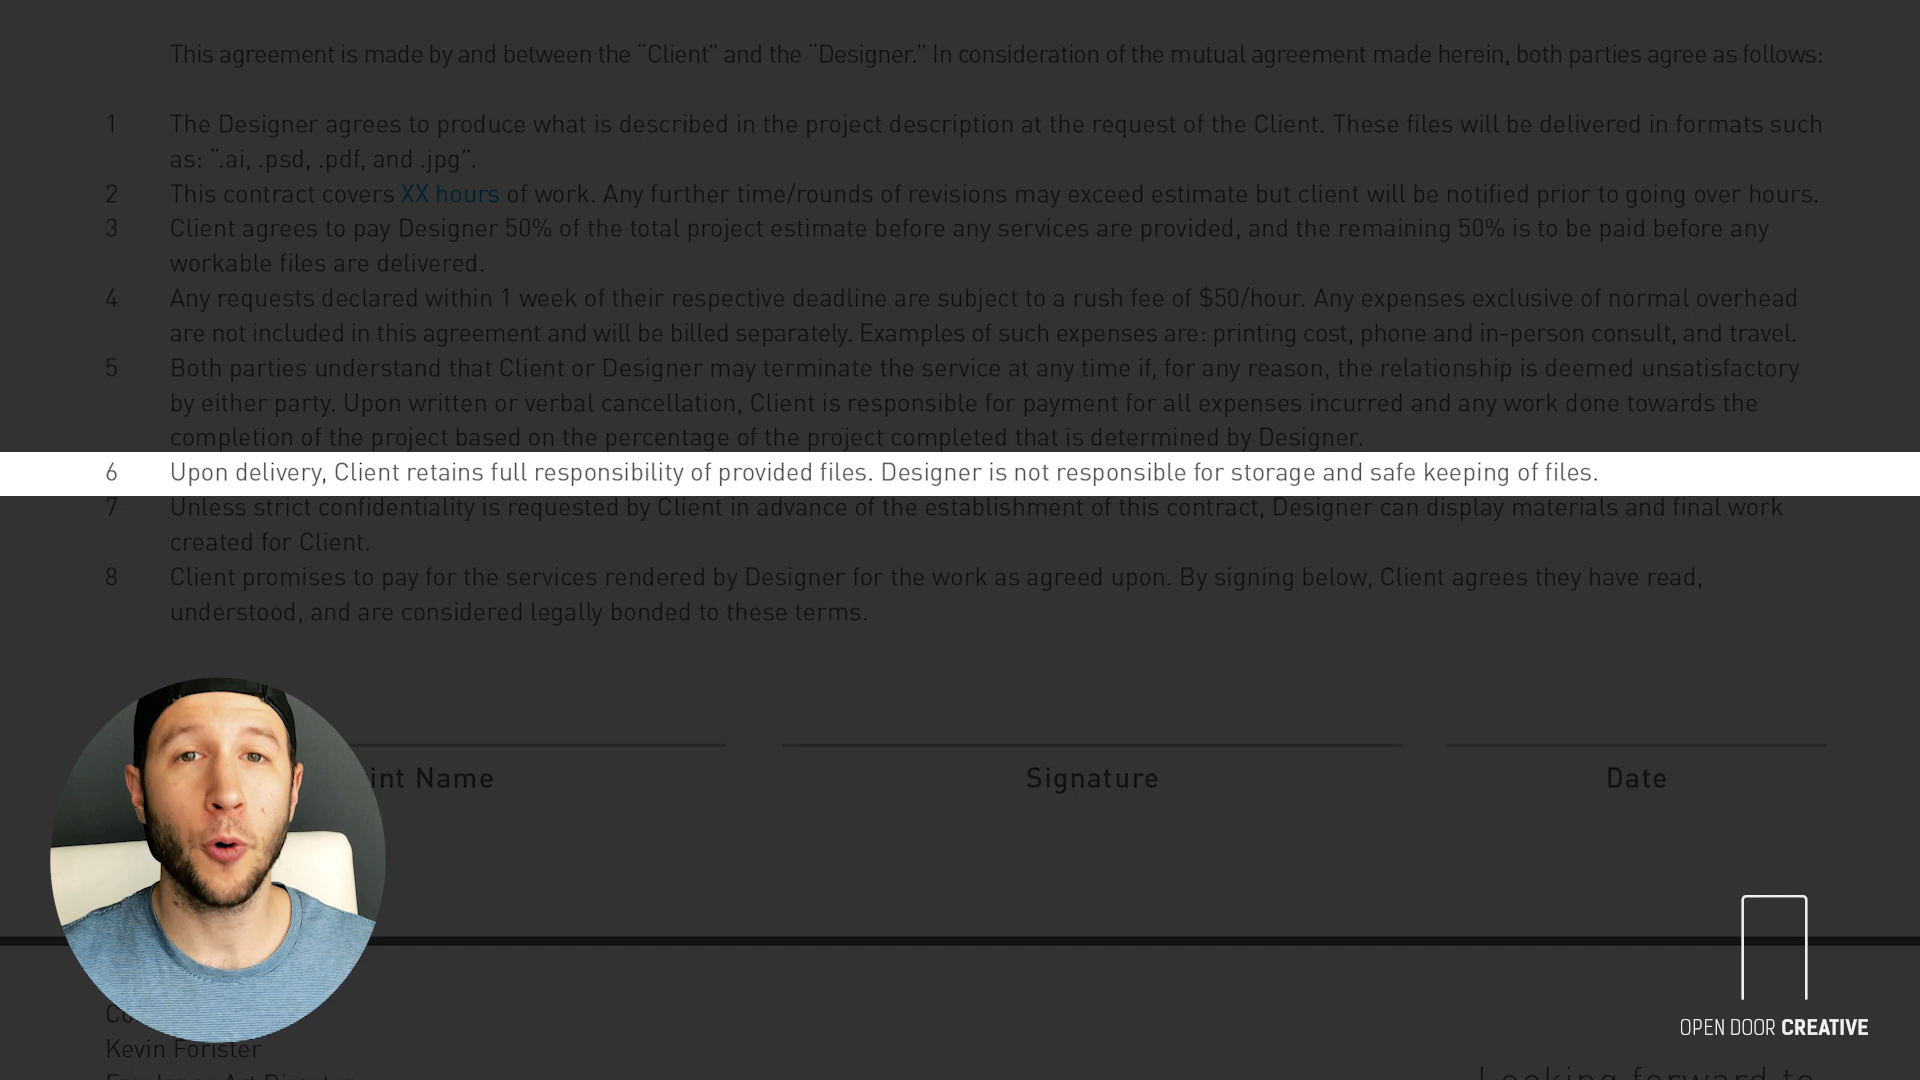 This agreement is made by and between the “Client” and the “Designer.” In consideration of the mutual agreement made herein, both parties agree as follows:
1 The Designer agrees to produce what is described in the project description at the request of the Client. These files will be delivered in formats such
as: “.ai, .psd, .pdf, and .jpg”.
2 This contract covers XX hours of work. Any further time/rounds of revisions may exceed estimate but client will be notified prior to going over hours.
3 Client agrees to pay Designer 50% of the total project estimate before any services are provided, and the remaining 50% is to be paid before any
workable files are delivered.
4 Any requests declared within 1 week of their respective deadline are subject to a rush fee of $50/hour. Any expenses exclusive of normal overhead
are not included in this agreement and will be billed separately. Examples of such expenses are: printing cost, phone and in-person consult, and travel.
5 Both parties understand that Client or Designer may terminate the service at any time if, for any reason, the relationship is deemed unsatisfactory
by either party. Upon written or verbal cancellation, Client is responsible for payment for all expenses incurred and any work done towards the
completion of the project based on the percentage of the project completed that is determined by Designer.
6 Upon delivery, Client retains full responsibility of provided files. Designer is not responsible for storage and safe keeping of files.
7 Unless strict confidentiality is requested by Client in advance of the establishment of this contract, Designer can display materials and final work
created for Client.
8 Client promises to pay for the services rendered by Designer for the work as agreed upon. By signing below, Client agrees they have read,
understood, and are considered legally bonded to these terms.
int Name Signature Date
Kevin Forister
Looking forward to
OPEN DOOR CREATIVE